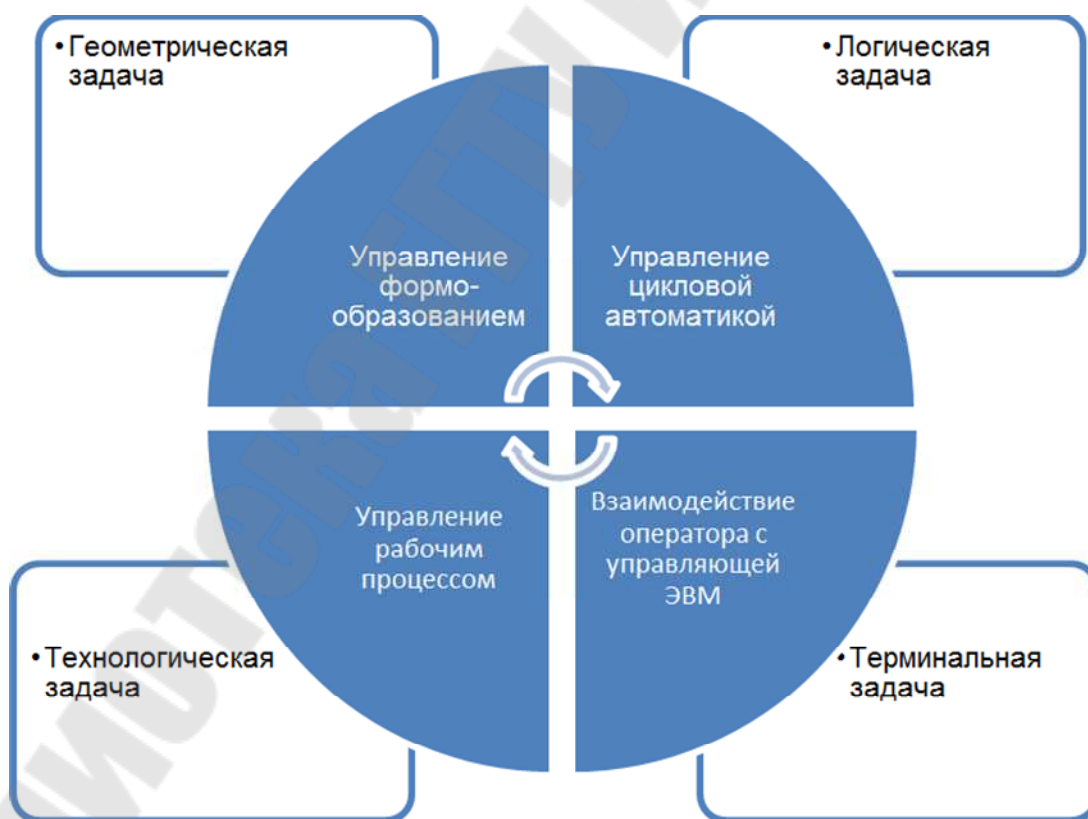 • Геометрическая
задача
• Логическая
задача
Управление
формо-
образованием
Управление
цикловой
автоматикой
Управление
рабочим
процессом
Взаимодействие
оператора с
управляющей
ЭВМ
• Технологическая
задача
• Терминальная
задача